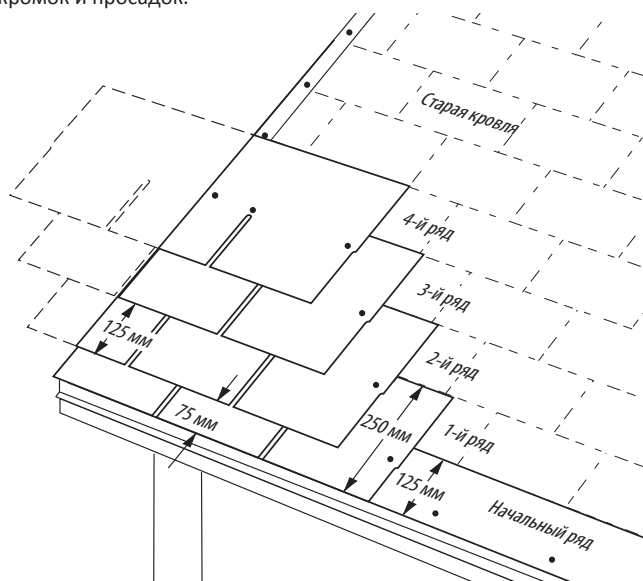 кромок и просадок.
Старая кровля
4-й ряд
3-й ряд
2-й ряд
1-й ряд
125 мм
75 мм
250 мм
125 мм
Начальный ряд